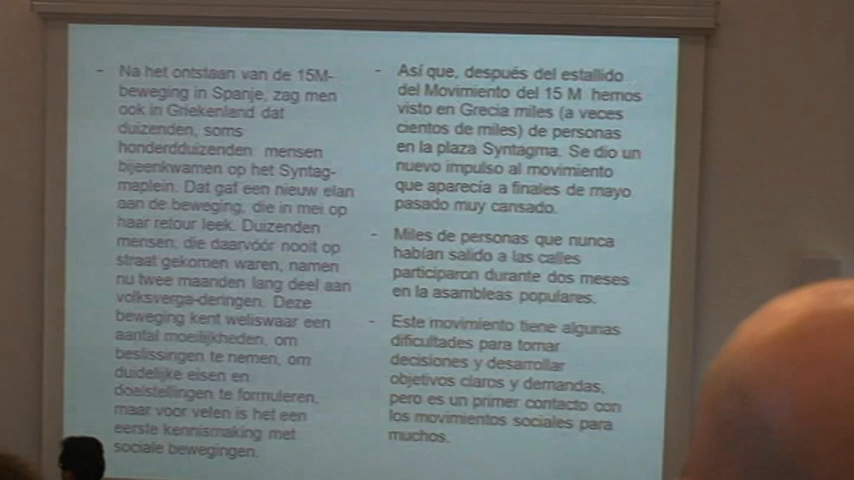 - Na het ontstaan van de 15M-
beweging in Spanje, zag men
ook in Griekenland dat
duizenden, soms
honderdduizenden mensen
bijeenkwamen op het Syntag-
maplein. Dat gaf een nieuw elan
aan de beweging, die in mei op
haar retour leek. Duizenden
mensen, die daarvóór nooit op
straat gekomen waren, namen
nu twee maanden lang deel aan
volksverga-deringen. Deze
beweging kent weliswaar een
aantal moeilijkheden, om
beslissingen te nemen, om
duidelijke eisen en
doelstellingen te formuleren,
maar voor velen is het een
eerste kennismaking met
sociale bewegingen.
- Así que, después del estallido
del Movimiento del 15 M hemos
visto en Grecia miles (a veces
cientos de miles) de personas
en la plaza Syntagma. Se dio un
nuevo impulso al movimiento
que aparecía a finales de mayo
pasado muy cansado.
- Miles de personas que nunca
habían salido a las calles
participaron durante dos meses
en la asambleas populares.
- Este movimiento tiene algunas
dificultades para tomar
decisiones y desarrollar
objetivos claros y demandas,
pero es un primer contacto con
los movimientos sociales para
muchos.